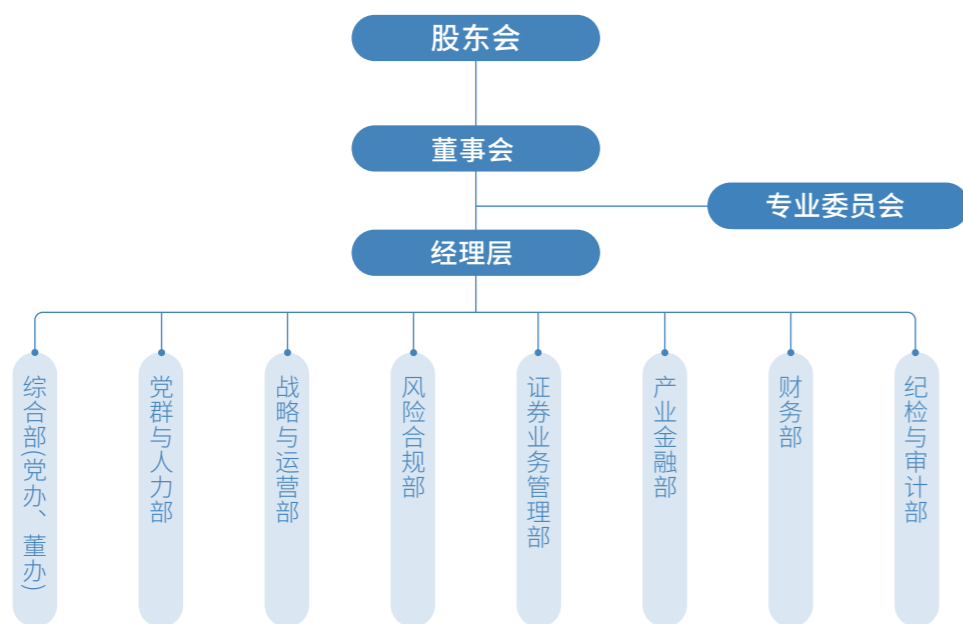 股东会
董事会
专业委员会
经理层
综合部(党办、董办)
党群与人力部
战略与运营部
风险合规部
证券业务管理部
产业金融部
财务部
纪检与审计部